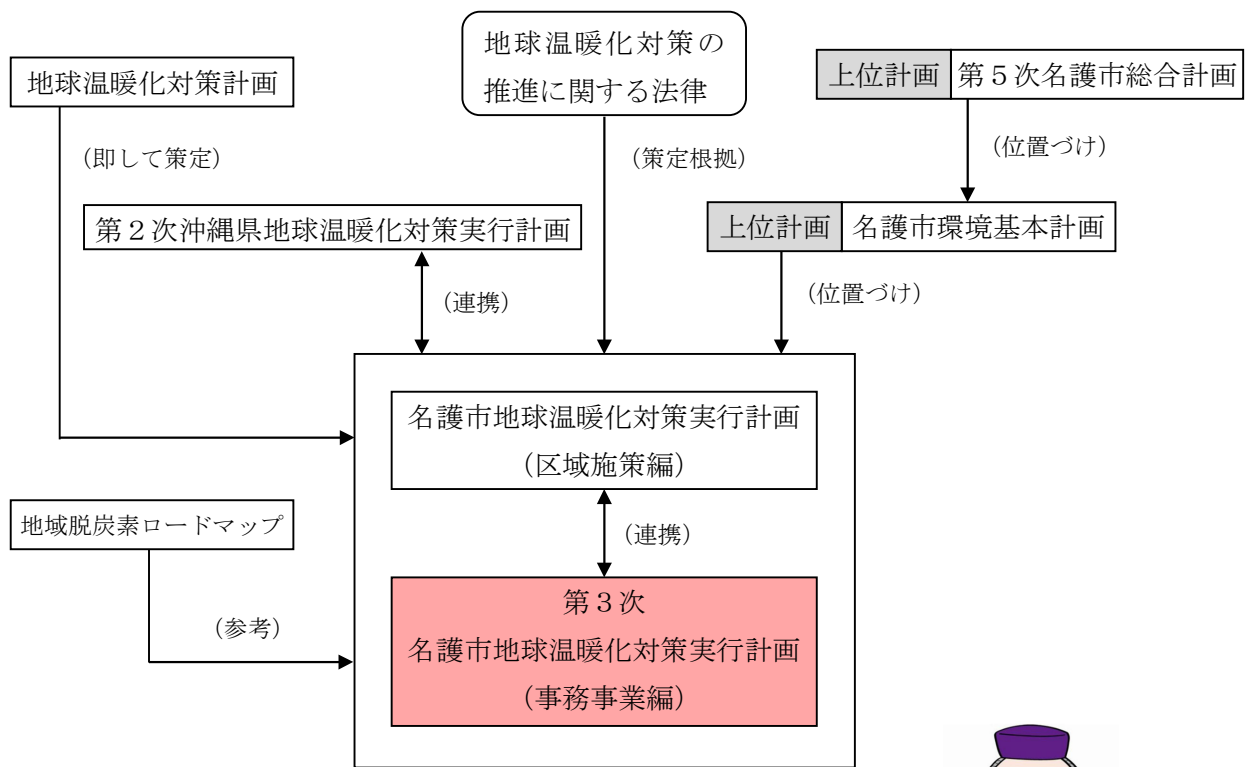 地球温暖化対策の
推進に関する法律
地球温暖化対策計画
上位計画 第５次名護市総合計画
（即して策定）
（策定根拠）
（位置づけ）
第２次沖縄県地球温暖化対策実行計画
上位計画 名護市環境基本計画
（連携）
（位置づけ）
名護市地球温暖化対策実行計画
（区域施策編）
地域脱炭素ロードマップ
（連携）
（参考）
第３次
名護市地球温暖化対策実行計画
（事務事業編）